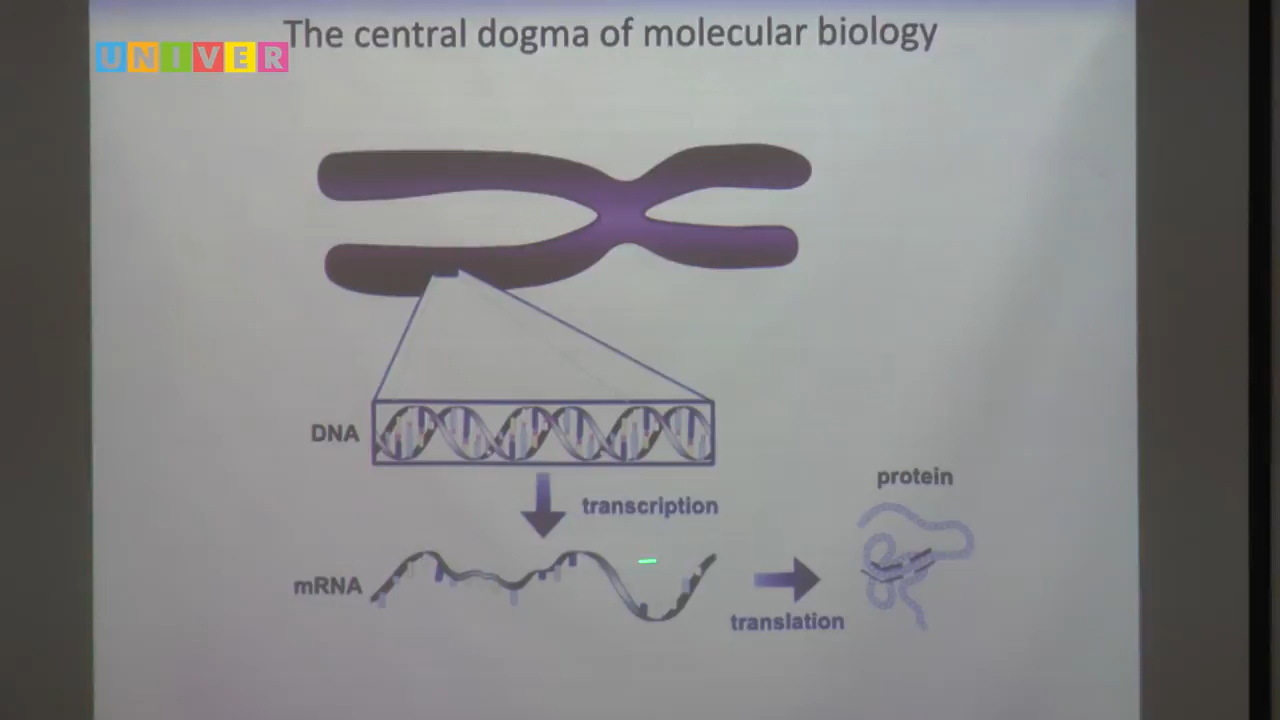 The central dogma of molecular biology
UNIVER
DNA
protein
transcription
mRNA
translation